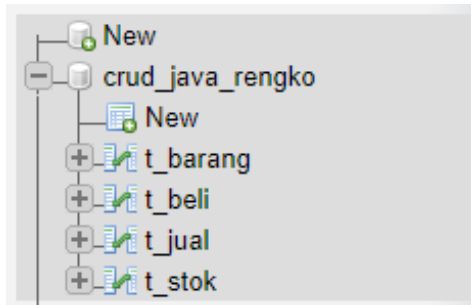 New
crud_java_rengko
New
t_barang
t_beli
t_jual
t_stok